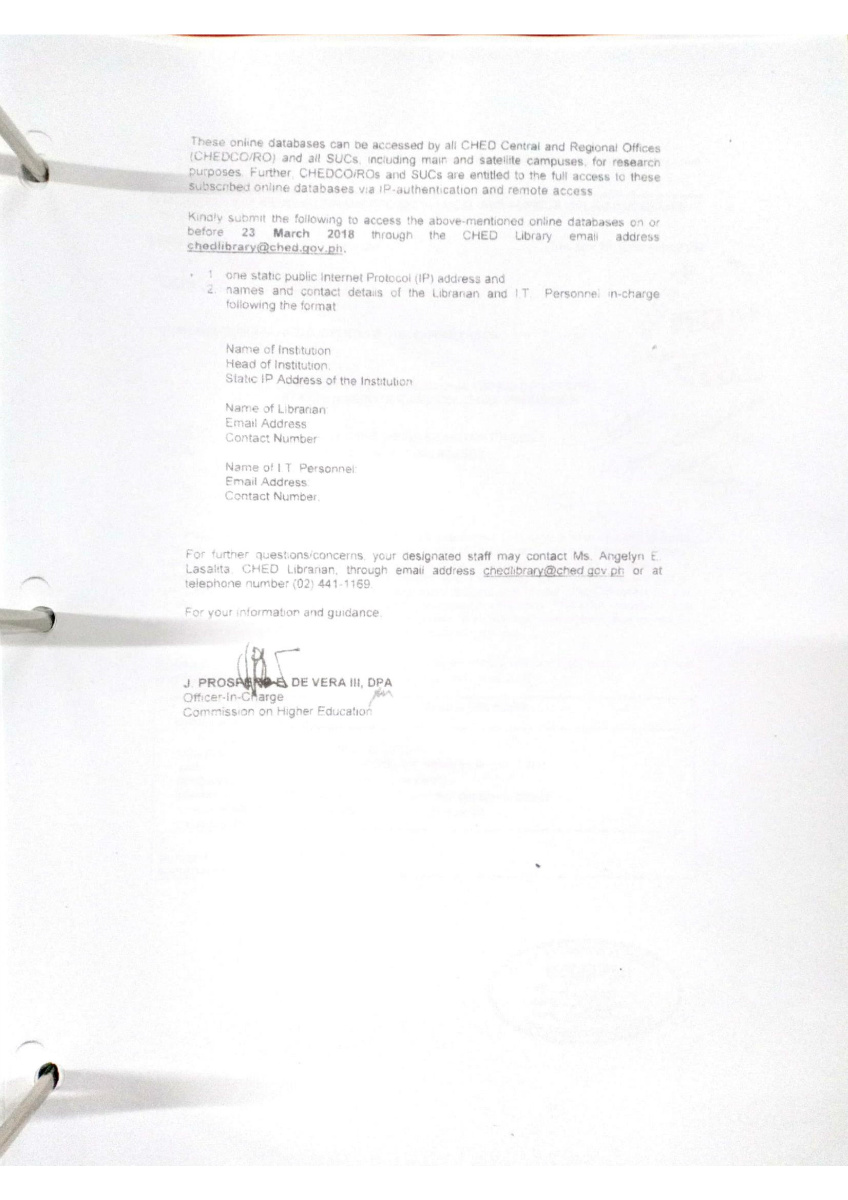 These online databases can be accessed by all CHED Central and Regional Offices
(CHEDCO/RO) and all SUCs, including main and satellite campuses, for research
purposes. Further, CHEDCO/ROs and SUCs are entitled to the full access to these
subscribed online databases via IP-authentication and remote access.
Kindly submit the following to access the above-mentioned online databases on or
before 23 March 2018 through the CHED Library email address
chedlibrary@ched.gov.ph.
1. one static public Internet Protocol (IP) address and
2. names and contact details of the Librarian and I.T. Personnel in-charge
following the format
Name of Institution
Head of Institution:
Static IP Address of the Institution
Name of Librarian:
Email Address
Contact Number
Name of I.T. Personnel:
Email Address:
Contact Number:
For further questions/concerns, your designated staff may contact Ms. Angelyn E.
Lasalita, CHED Librarian, through email address chedlibrary@ched.gov.ph or at
telephone number (02) 441-1169.
For your information and guidance.
J. PROSPERO E. DE VERA III, DPA
Officer-In-Charge
Commission on Higher Education